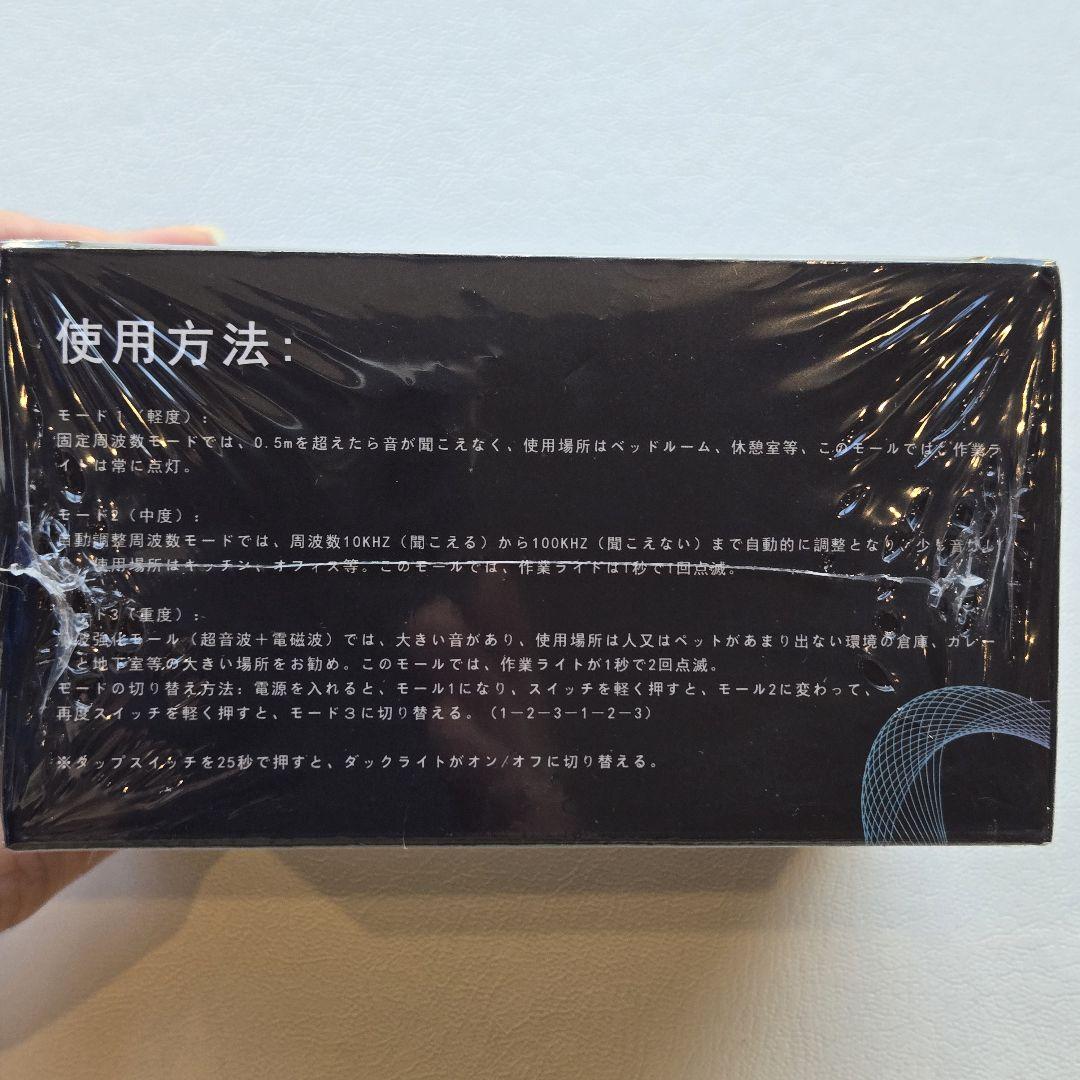 使用方法:
モード1（軽度）:
固定周波数モードでは、0.5mを超えたら音が聞こえなく、使用場所はベッドルーム、休憩室等、このモールでは、作業ラ
イトは常に点灯。
モード2（中度）:
自動調整周波数モードでは、周波数10KHZ（聞こえる）から100KHZ（聞こえない）まで自動的に調整となり、少し音が
使用場所はキッチン、オフィス等。このモールでは、作業ライトは1秒で1回点滅。
モード3（重度）:
強化モール（超音波＋電磁波）では、大きい音があり、使用場所は人又はペットがあまり出ない環境の倉庫、ガレー
と地下室等の大きい場所をお勧め。このモールでは、作業ライトが1秒で2回点滅。
モードの切り替え方法: 電源を入れると、モール1になり、スイッチを軽く押すと、モール2に変わって、
再度スイッチを軽く押すと、モード３に切り替える。（1－2－3－1－2－3）
※タップスイッチを25秒で押すと、ダックライトがオン/オフに切り替える。